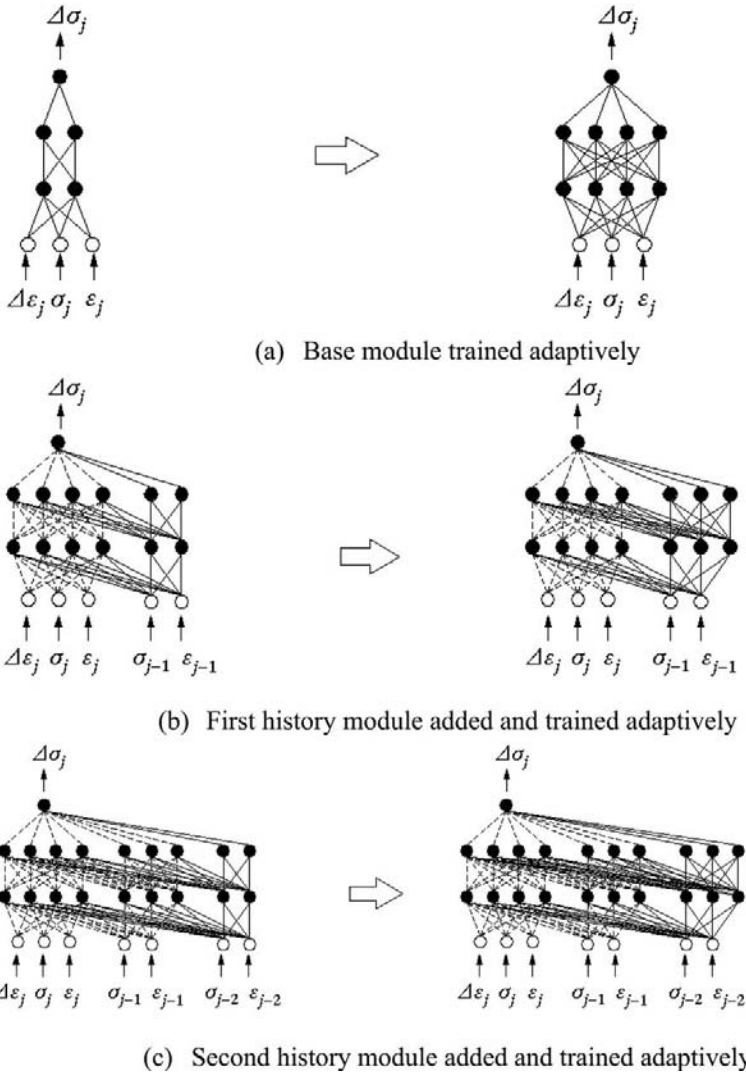 Δσj Δσj
Δεj σj εj Δεj σj εj
(a) Base module trained adaptively
Δσj Δσj
Δεj σj εj σj−1 εj−1 Δεj σj εj σj−1 εj−1
(b) First history module added and trained adaptively
Δσj Δσj
Δεj σj εj σj−1 εj−1 σj−2 εj−2 Δεj σj εj σj−1 εj−1 σj−2 εj−2
(c) Second history module added and trained adaptively